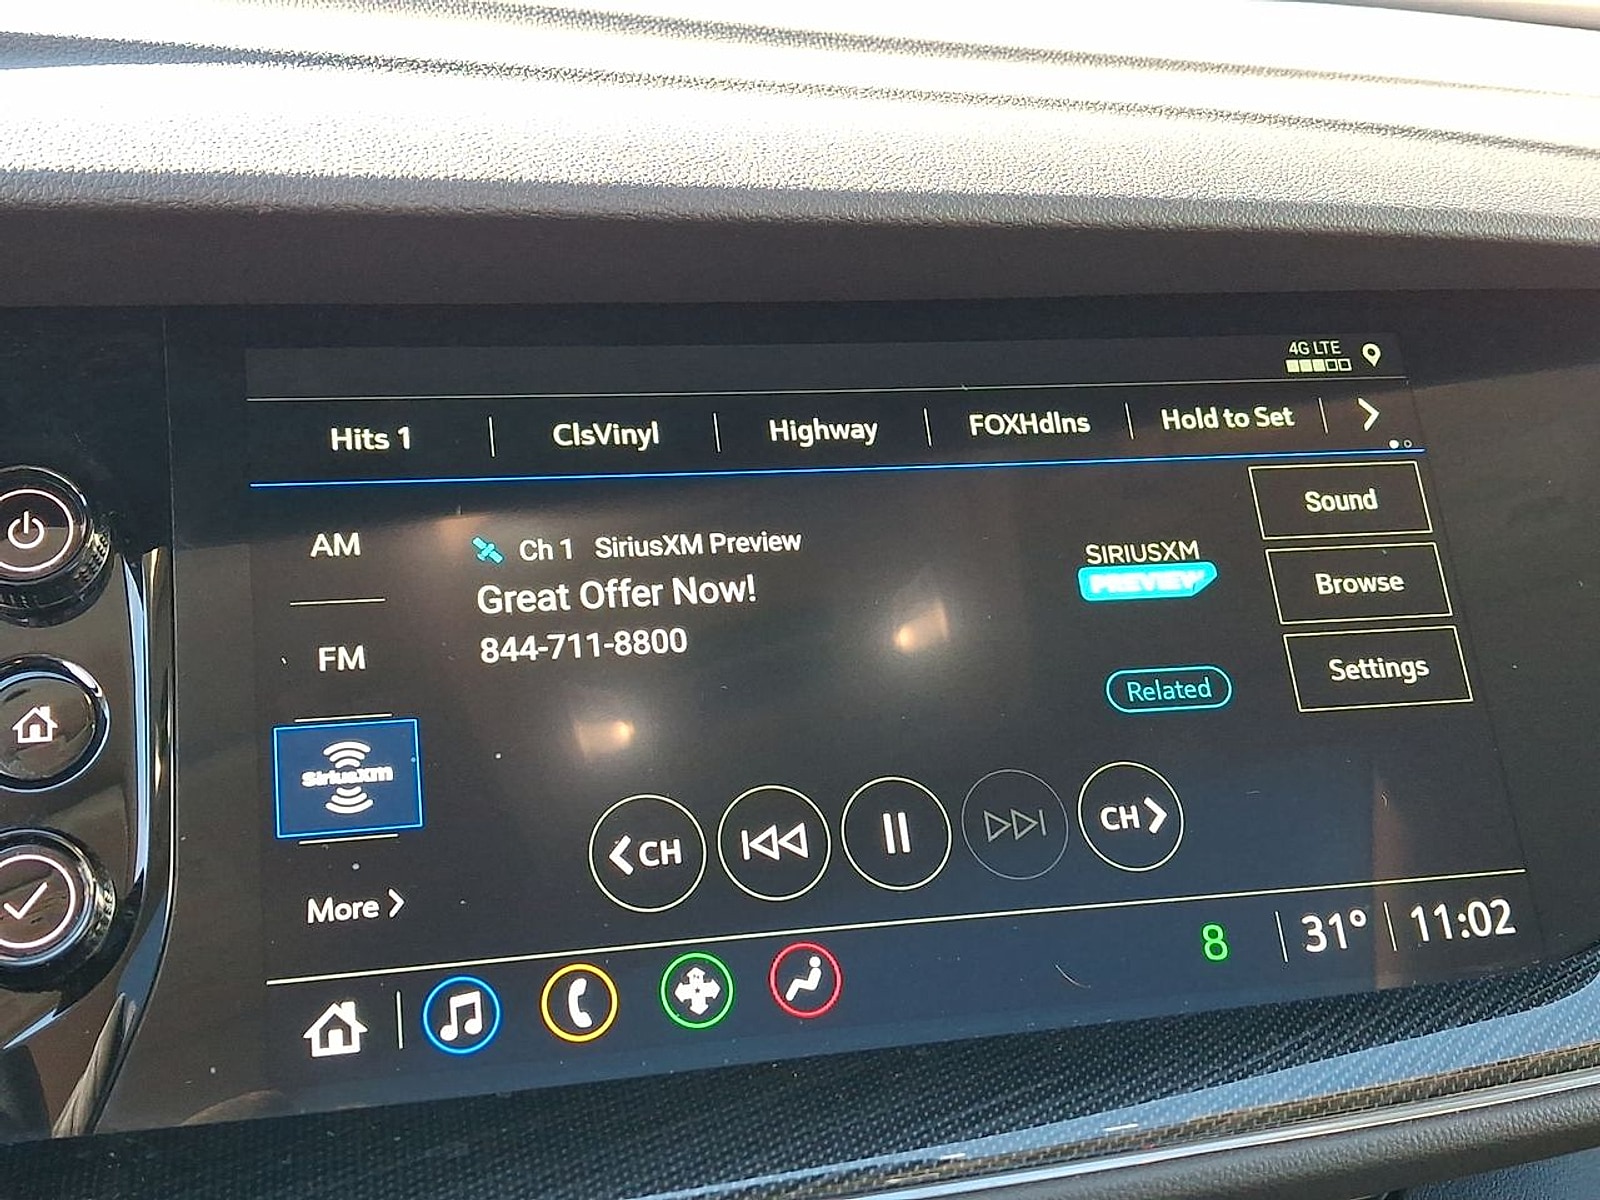 4G LTE
Hits 1
ClsVinyl
Highway
FOXHdlns
Hold to Set
AM
FM
SiriusXM
More
Ch 1 SiriusXM Preview
Great Offer Now!
844-711-8800
SIRIUSXM
PREVIEW
Related
Sound
Browse
Settings
CH
CH
8
31°
11:02